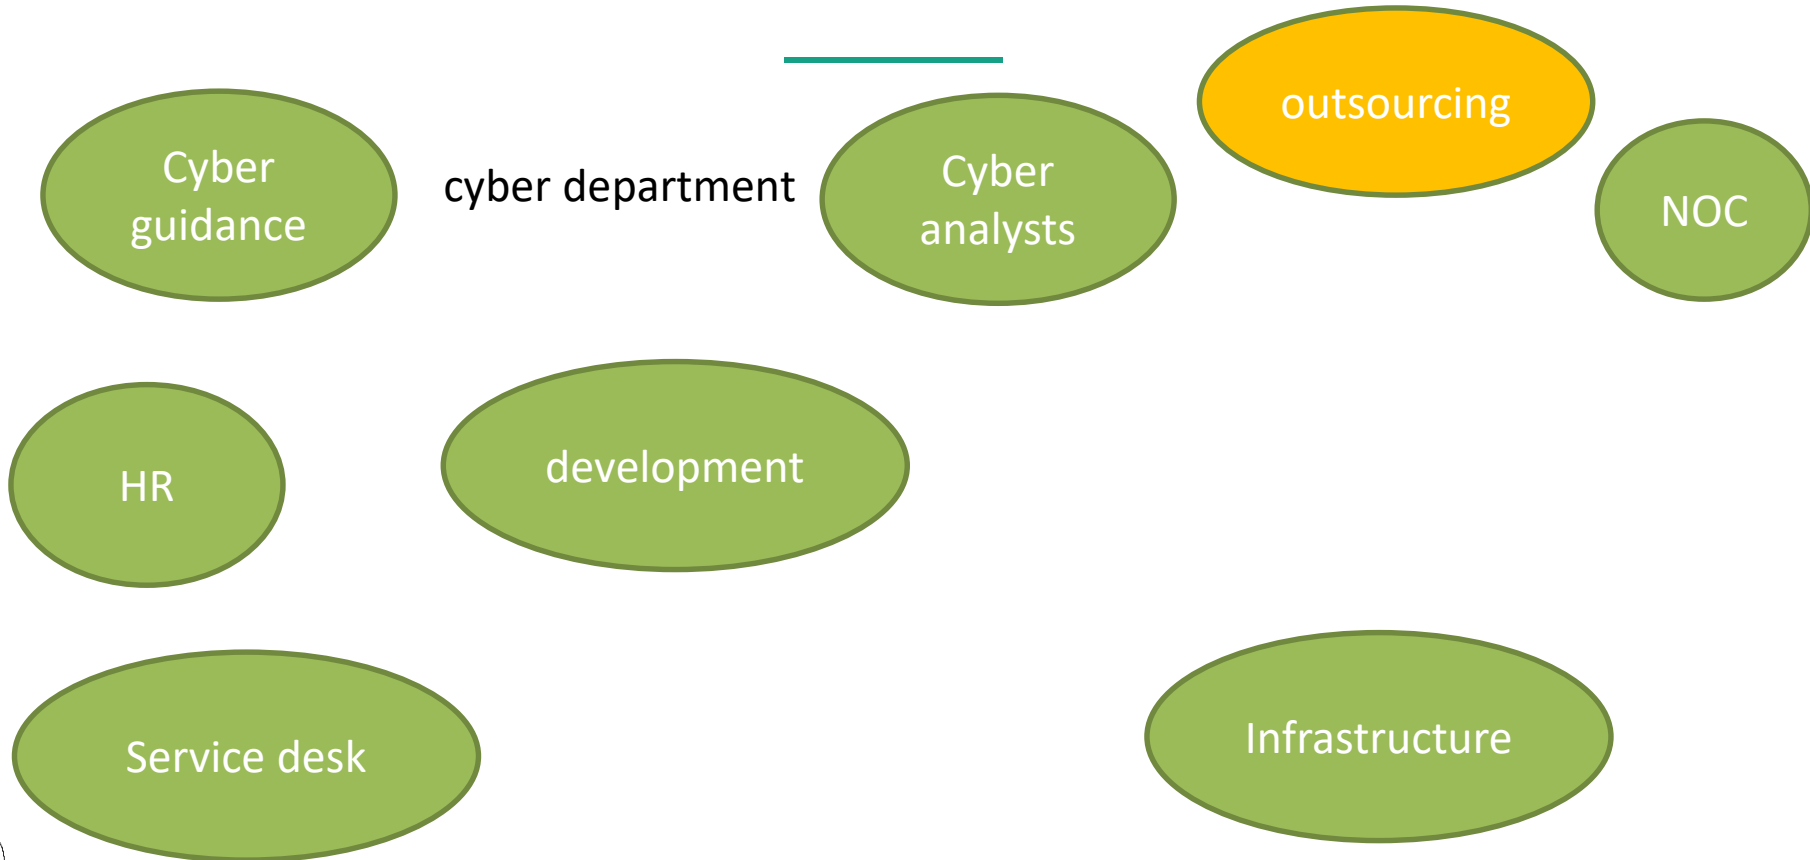 outsourcing
Cyber
guidance
cyber department
Cyber
analysts
NOC
HR
development
Service desk
Infrastructure